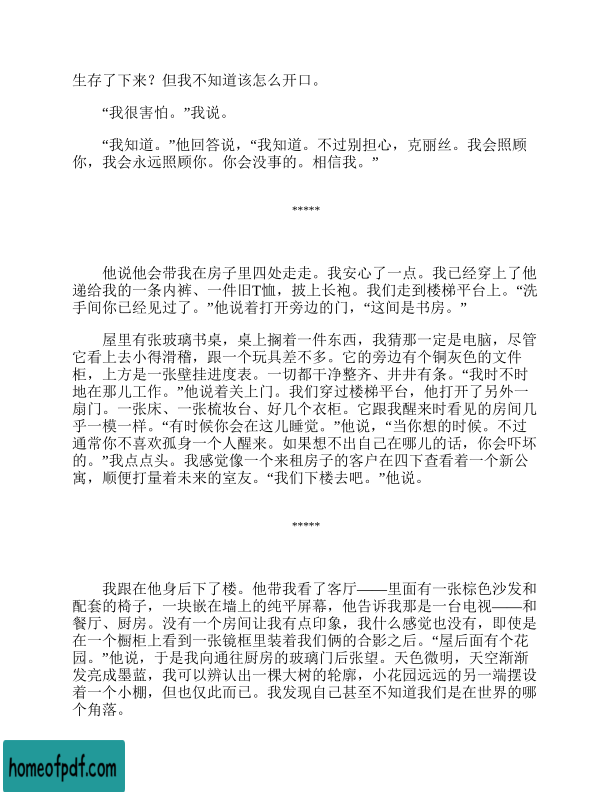 生存了下来？但我不知道该怎么开口。
“我很害怕。”我说。
“我知道。”他回答说，“我知道。不过别担心，克丽丝。我会照顾
你，我会永远照顾你。你会没事的。相信我。”
*****
他说他会带我在房子里四处走走。我安心了一点。我已经穿上了他
递给我的一条内裤、一件旧T恤，披上长袍。我们走到楼梯平台上。“洗
手间你已经见过了。”他说着打开旁边的门，“这间是书房。”
屋里有张玻璃书桌，桌上搁着一件东西，我猜那一定是电脑，尽管
它看上去小得滑稽，跟一个玩具差不多。它的旁边有个铜灰色的文件
柜，上方是一张壁挂进度表。一切都干净整齐、井井有条。“我时不时
地在那儿工作。”他说着关上门。我们穿过楼梯平台，他打开了另外一
扇门。一张床、一张梳妆台、好几个衣柜。它跟我醒来时看见的房间几
乎一模一样。“有时候你会在这儿睡觉。”他说，“当你想的时候。不过
通常你不喜欢孤身一个人醒来。如果想不出自己在哪儿的话，你会吓坏
的。”我点点头。我感觉像一个来租房子的客户在四下查看着一个新公
寓，顺便打量着未来的室友。“我们下楼去吧。”他说。
*****
我跟在他身后下了楼。他带我看了客厅——里面有一张棕色沙发和
配套的椅子，一块嵌在墙上的纯平屏幕，他告诉我那是一台电视——和
餐厅、厨房。没有一个房间让我有点印象，我什么感觉也没有，即使是
在一个橱柜上看到一张镜框里装着我们俩的合影之后。“屋后面有个花
园。”他说，于是我向通往厨房的玻璃门后张望。天色微明，天空渐渐
发亮成墨蓝，我可以辨认出一棵大树的轮廓，小花园远远的另一端摆设
着一个小棚，但也仅此而已。我发现自己甚至不知道我们是在世界的哪
个角落。
homeofpdf.com